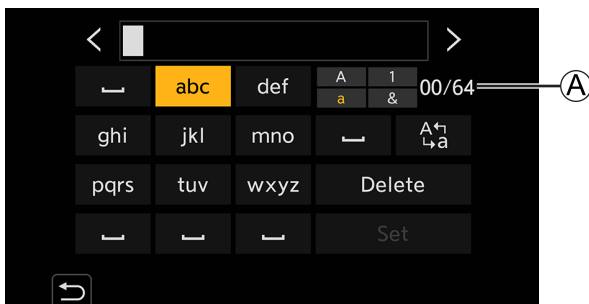 < >
abc def A 1 00/64 A
a &
ghi jkl mno A a
pqrs tuv wxyz Delete
Set